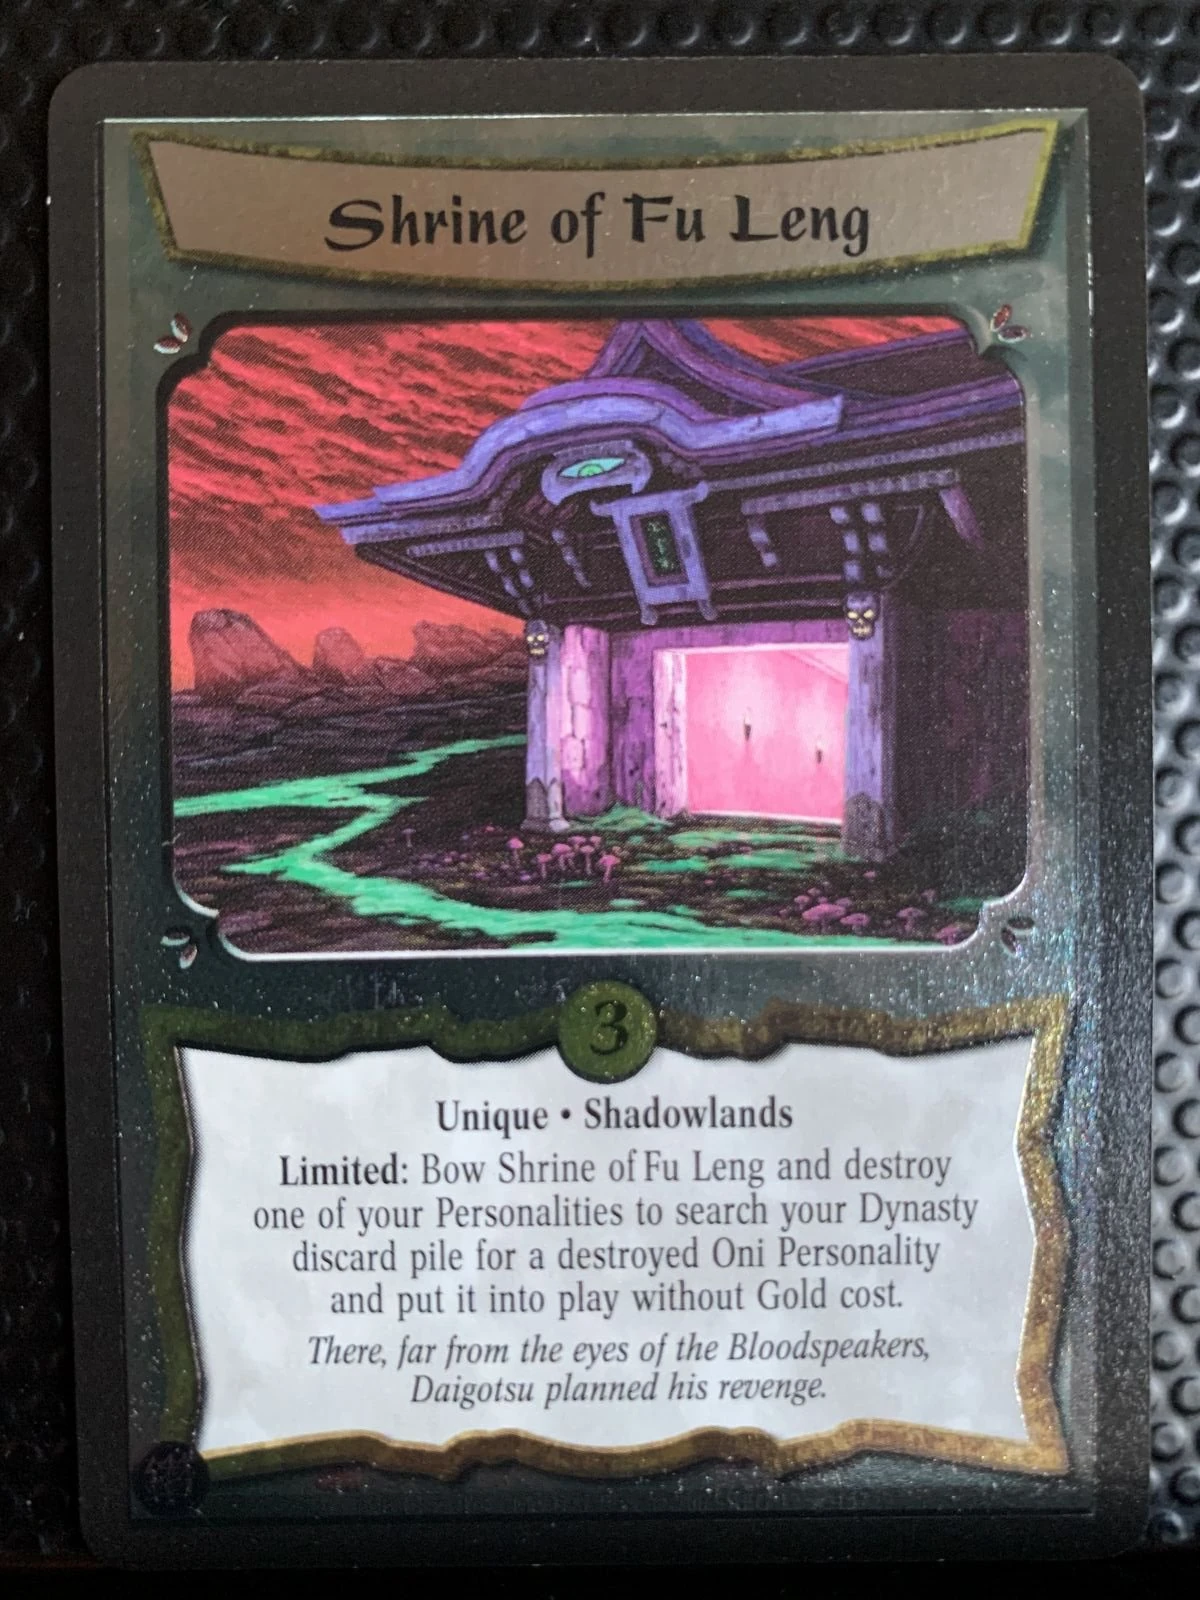 Shrine of Fu Leng
3
Unique • Shadowlands
Limited: Bow Shrine of Fu Leng and destroy
one of your Personalities to search your Dynasty
discard pile for a destroyed Oni Personality
and put it into play without Gold cost.
There, far from the eyes of the Bloodspeakers,
Daigotsu planned his revenge.